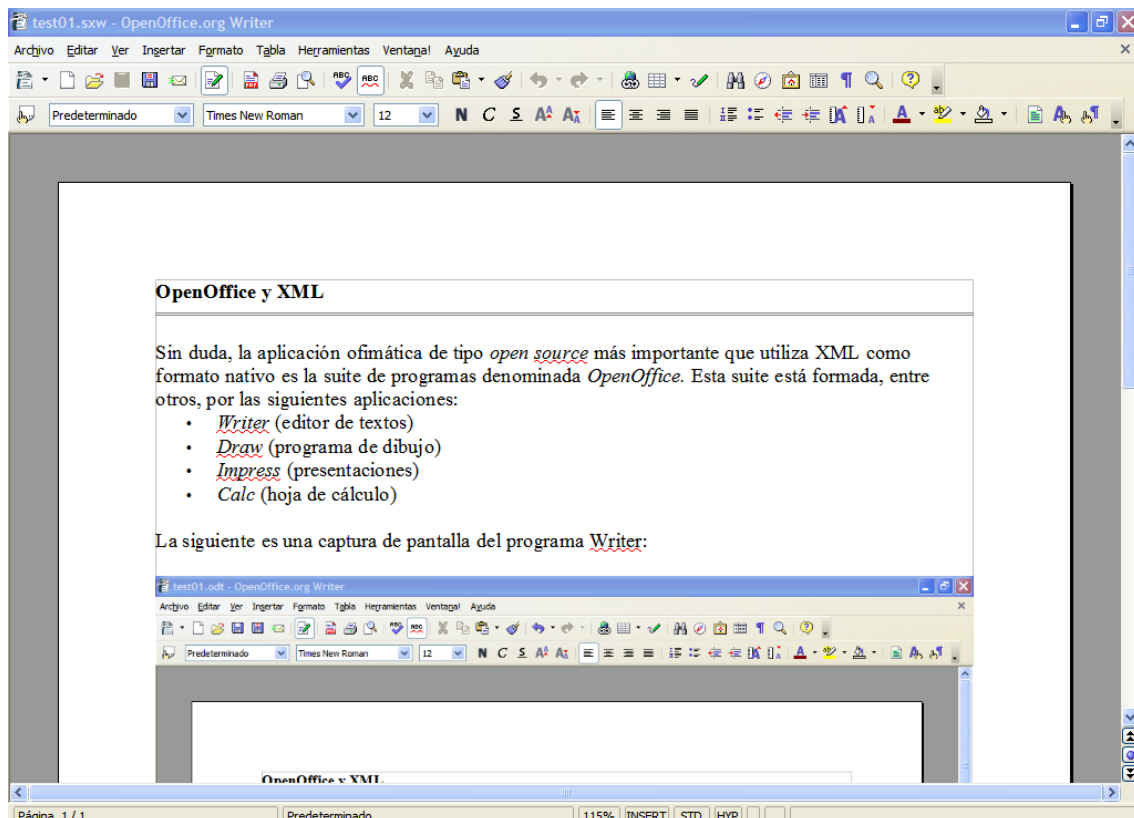 test01.sxw - OpenOffice.org Writer
Archivo Editar Ver Insertar Formato Tabla Herramientas Ventana! Ayuda
Predeterminado Times New Roman 12 N C S
OpenOffice y XML
Sin duda, la aplicación ofimática de tipo open source más importante que utiliza XML como
formato nativo es la suite de programas denominada OpenOffice. Esta suite está formada, entre
otros, por las siguientes aplicaciones:
• Writer (editor de textos)
• Draw (programa de dibujo)
• Impress (presentaciones)
• Calc (hoja de cálculo)
La siguiente es una captura de pantalla del programa Writer:
test01.odt - OpenOffice.org Writer
Archivo Editar Ver Insertar Formato Tabla Herramientas Ventana! Ayuda
Predeterminado Times New Roman 12 N C S
OpenOffice y XML
Página 1 / 1 Predeterminado 115% INSERT STD HYP